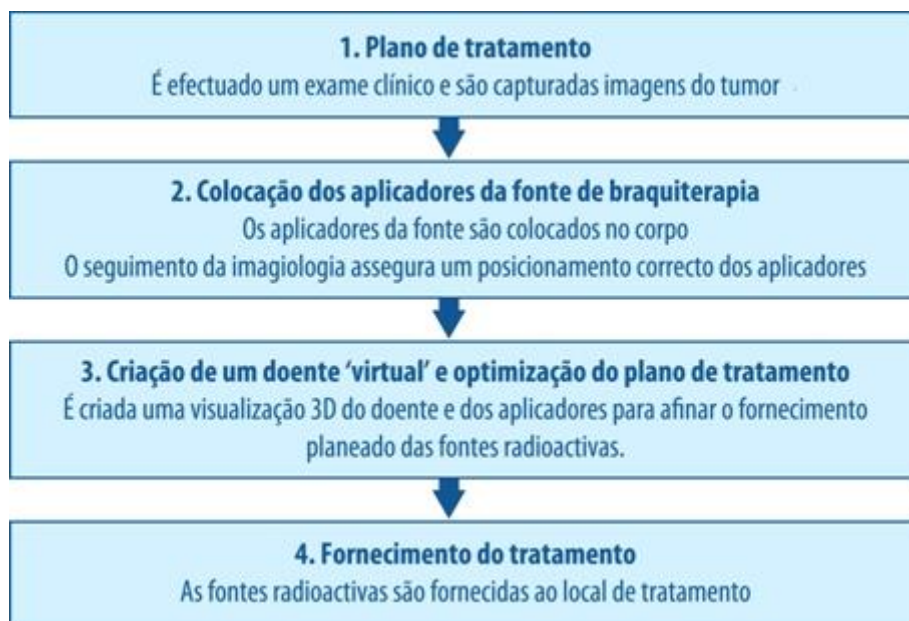 1. Plano de tratamento
É efectuado um exame clínico e são capturadas imagens do tumor
2. Colocação dos aplicadores da fonte de braquiterapia
Os aplicadores da fonte são colocados no corpo
O seguimento da imagiologia assegura um posicionamento correcto dos aplicadores
3. Criação de um doente ‘virtual’ e optimização do plano de tratamento
É criada uma visualização 3D do doente e dos aplicadores para afinar o fornecimento
planeado das fontes radioactivas.
4. Fornecimento do tratamento
As fontes radioactivas são fornecidas ao local de tratamento